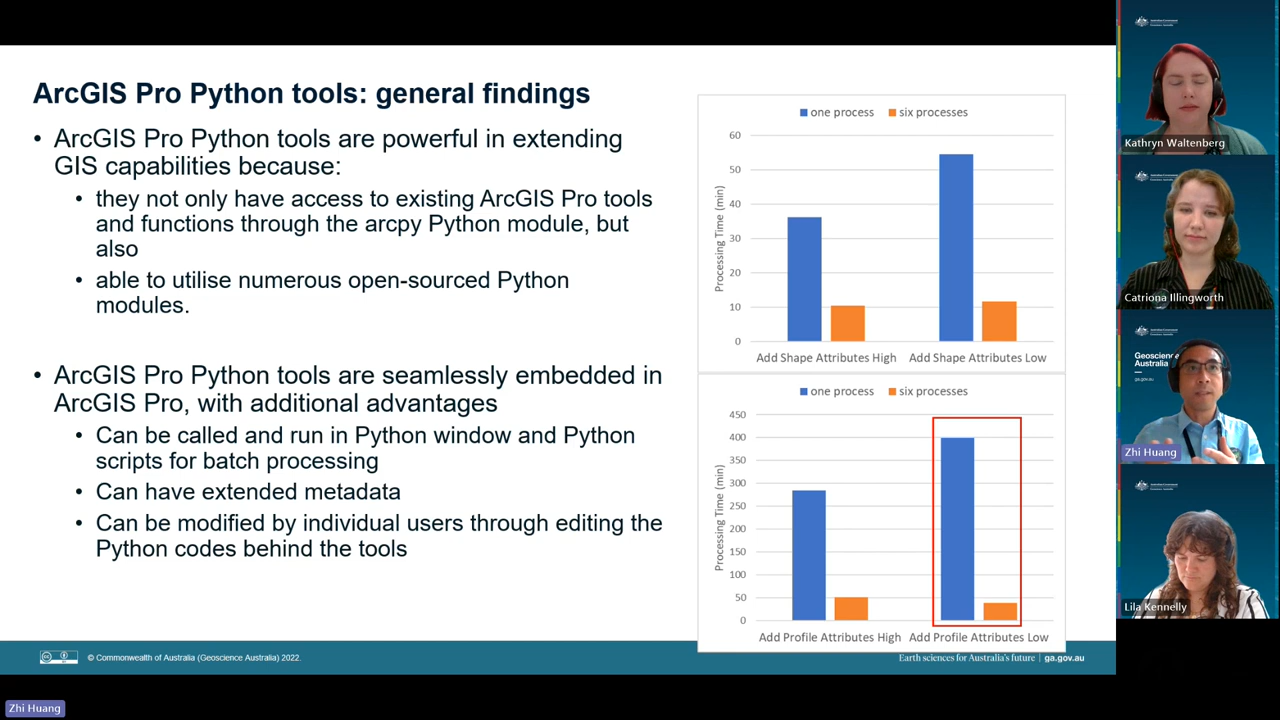 ArcGIS Pro Python tools: general findings
• ArcGIS Pro Python tools are powerful in extending
GIS capabilities because:
• they not only have access to existing ArcGIS Pro tools
and functions through the arcpy Python module, but
also
• able to utilise numerous open-sourced Python
modules.
• ArcGIS Pro Python tools are seamlessly embedded in
ArcGIS Pro, with additional advantages
• Can be called and run in Python window and Python
scripts for batch processing
• Can have extended metadata
• Can be modified by individual users through editing the
Python codes behind the tools
one process six processes
Processing Time (min)
60
50
40
30
20
10
0
Add Shape Attributes High Add Shape Attributes Low
one process six processes
Processing Time (min)
450
400
350
300
250
200
150
100
50
0
Add Profile Attributes High Add Profile Attributes Low
© Commonwealth of Australia (Geoscience Australia) 2022.
Earth sciences for Australia's future | ga.gov.au
Kathryn Waltenberg
Catriona Illingworth
Geoscience
Australia
ga.gov.au
Zhi Huang
Lila Kennelly
Zhi Huang